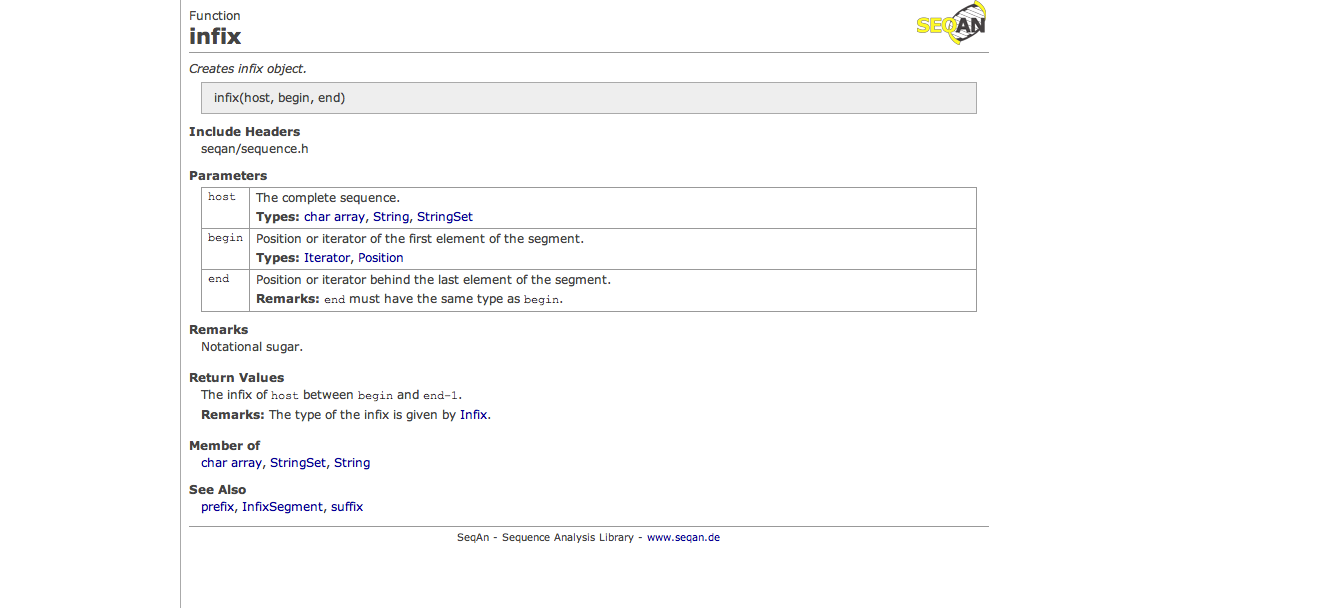 Function
infix
SEQAN
Creates infix object.
infix(host, begin, end)
Include Headers
seqan/sequence.h
Parameters
host The complete sequence.
Types: char array, String, StringSet
begin Position or iterator of the first element of the segment.
Types: Iterator, Position
end Position or iterator behind the last element of the segment.
Remarks: end must have the same type as begin.
Remarks
Notational sugar.
Return Values
The infix of host between begin and end-1.
Remarks: The type of the infix is given by Infix.
Member of
char array, StringSet, String
See Also
prefix, InfixSegment, suffix
SeqAn - Sequence Analysis Library - www.seqan.de